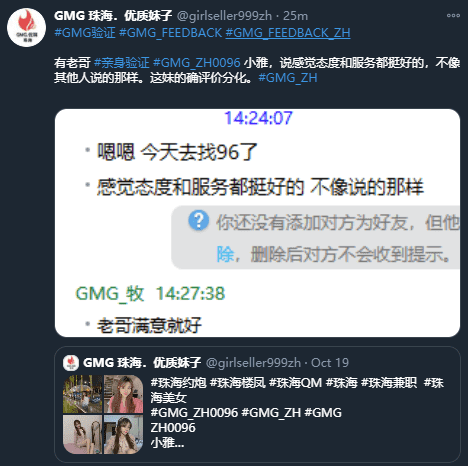 GMG 珠海．优质妹子 @girlseller999zh · 25m
#GMG验证 #GMG_FEEDBACK #GMG_FEEDBACK_ZH
有老哥 #亲身验证 #GMG_ZH0096 小雅，说感觉态度和服务都挺好的，不像
其他人说的那样。这妹的确评价分化。#GMG_ZH
14:24:07
嗯嗯 今天去找96了
感觉态度和服务都挺好的 不像说的那样
你还没有添加对方为好友，但他
除，删除后对方不会收到提示。
GMG_牧 14:27:38
老哥满意就好
GMG 珠海．优质妹子 @girlseller999zh · Oct 19
#珠海约炮 #珠海楼凤 #珠海QM #珠海 #珠海兼职 #珠
海美女
#GMG_ZH0096 #GMG_ZH #GMG
ZH0096
小雅...